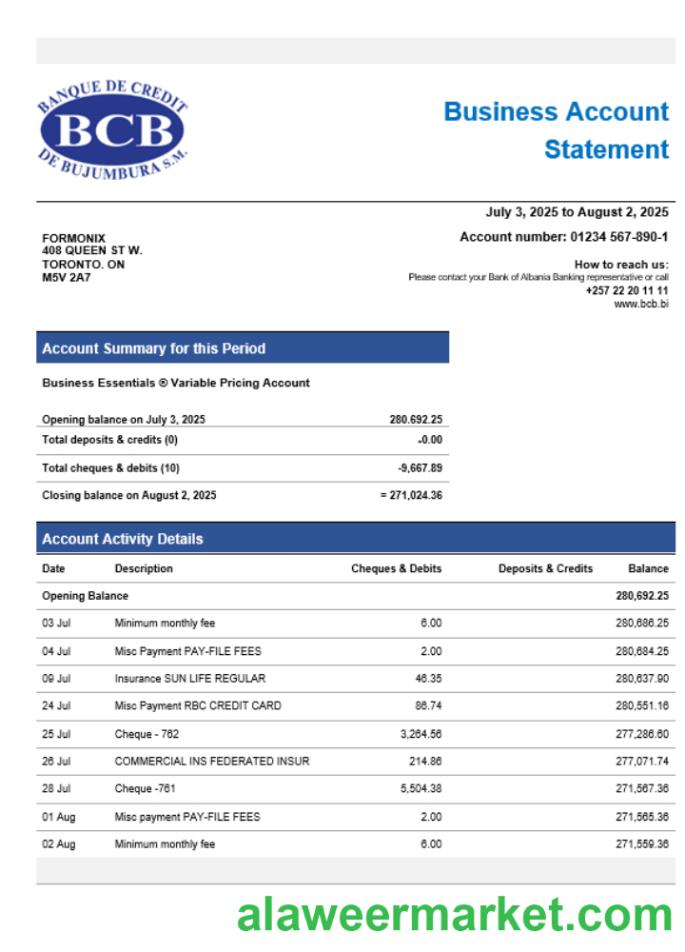 BANQUE DE CREDIT
BCB
DE BUJUMBURA S.M.
Business Account
Statement
July 3, 2025 to August 2, 2025
Account number: 01234 567-890-1
FORMONIX
408 QUEEN ST W.
TORONTO. ON
M5V 2A7
How to reach us:
Please contact your Bank of Albania Banking representive or call
+257 22 20 11 11
www.bcb.bi
Account Summary for this Period
Business Essentials ® Variable Pricing Account
Opening balance on July 3, 2025 280.692.25
Total deposits & credits (0) -0.00
Total cheques & debits (10) -9,667.89
Closing balance on August 2, 2025 = 271,024.36
Account Activity Details
Date Description Cheques & Debits Deposits & Credits Balance
Opening Balance 280,692.25
03 Jul Minimum monthly fee 6.00 280,686.25
04 Jul Misc Payment PAY-FILE FEES 2.00 280,684.25
09 Jul Insurance SUN LIFE REGULAR 46.35 280,637.90
24 Jul Misc Payment RBC CREDIT CARD 86.74 280,551.16
25 Jul Cheque - 762 3,264.56 277,286.60
26 Jul COMMERCIAL INS FEDERATED INSUR 214.86 277,071.74
28 Jul Cheque -761 5,504.38 271,567.36
01 Aug Misc payment PAY-FILE FEES 2.00 271,565.36
02 Aug Minimum monthly fee 6.00 271,559.36
alaweermarket.com